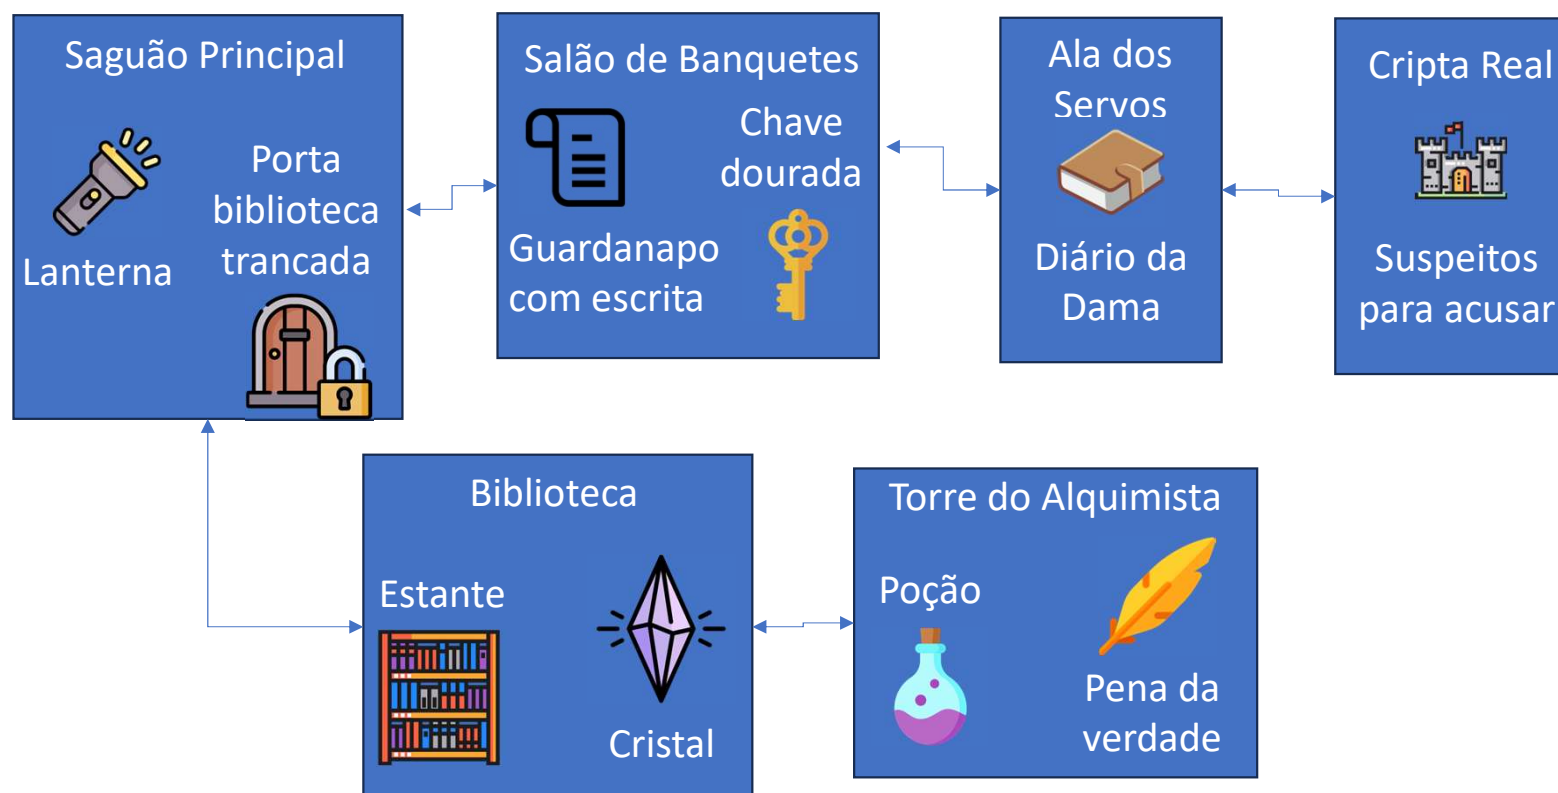 Saguão Principal
Lanterna
Porta
biblioteca
trancada
Salão de Banquetes
Guardanapo
com escrita
Chave
dourada
Ala dos
Servos
Diário da
Dama
Cripta Real
Suspeitos
para acusar
Biblioteca
Estante
Cristal
Torre do Alquimista
Poção
Pena da
verdade